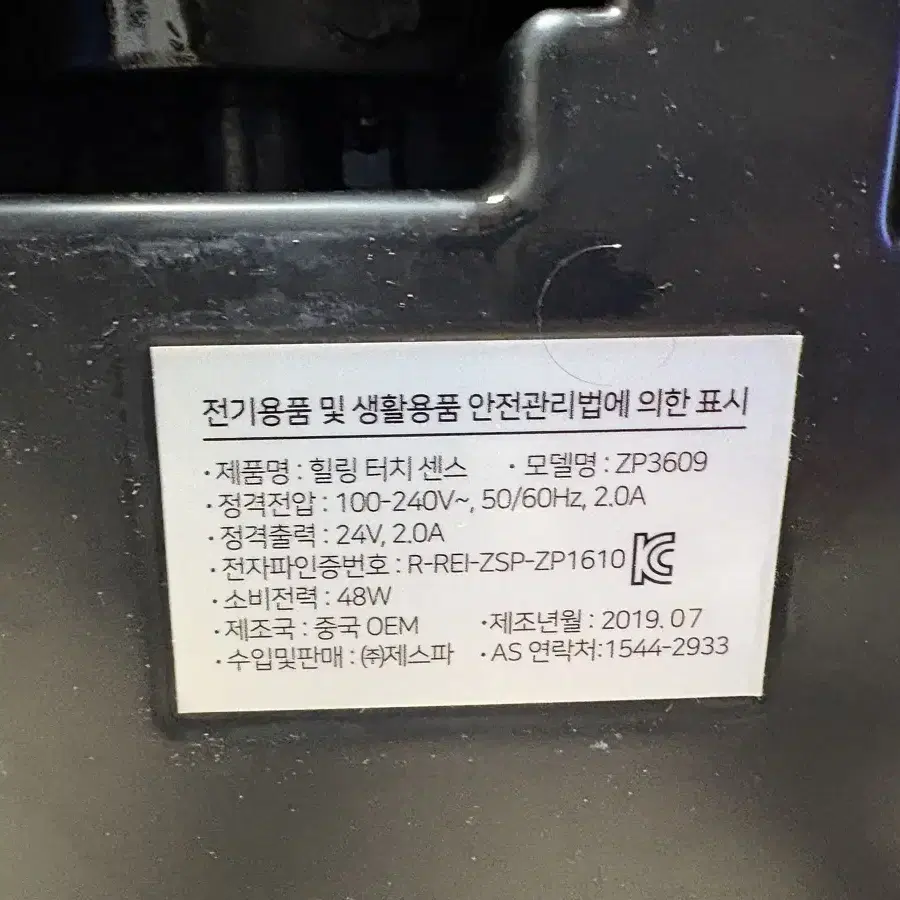 전기용품 및 생활용품 안전관리법에 의한 표시
· 제품명 : 힐링 터치 센스 · 모델명 : ZP3609
· 정격전압 : 100-240V~, 50/60Hz, 2.0A
· 정격출력 : 24V, 2.0A
· 전자파인증번호 : R-REI-ZSP-ZP1610 KC
· 소비전력 : 48W
· 제조국 : 중국 OEM · 제조년월 : 2019. 07
· 수입및판매 : ㈜제스파 · AS 연락처:1544-2933